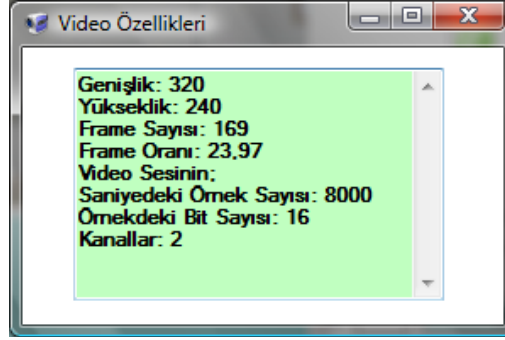 Video Özellikleri
Genişlik: 320
Yükseklik: 240
Frame Sayısı: 169
Frame Oranı: 23,97
Video Sesinin;
Saniyedeki Örnek Sayısı: 8000
Örnekdeki Bit Sayısı: 16
Kanallar: 2